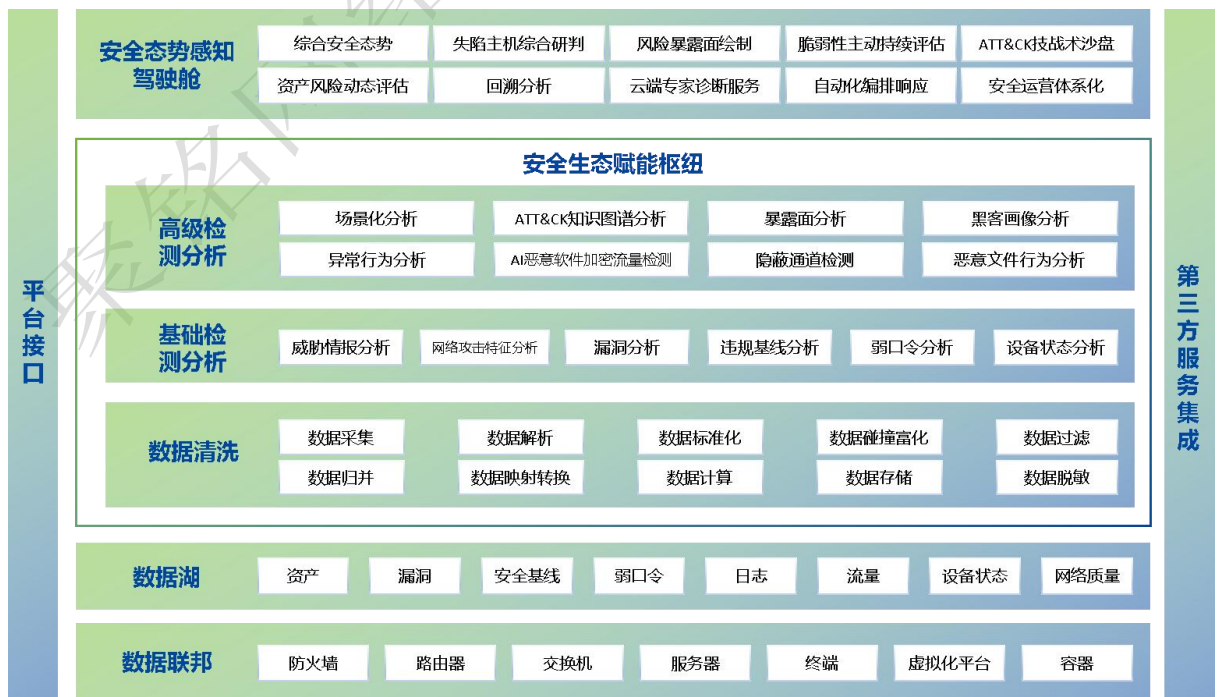 平台接口
安全态势感知
驾驶舱
综合安全态势
失陷主机综合研判
风险暴露面绘制
脆弱性主动持续评估
ATT&CK技战术沙盘
资产风险动态评估
回溯分析
云端专家诊断服务
自动化编排响应
安全运营体系化
安全生态赋能枢纽
高级检
测分析
场景化分析
ATT&CK知识图谱分析
暴露面分析
黑客画像分析
异常行为分析
AI恶意软件加密流量检测
隐蔽通道检测
恶意文件行为分析
基础检
测分析
威胁情报分析
网络攻击特征分析
漏洞分析
违规基线分析
弱口令分析
设备状态分析
数据清洗
数据采集
数据解析
数据标准化
数据碰撞富化
数据过滤
数据归并
数据映射转换
数据计算
数据存储
数据脱敏
数据湖
资产
漏洞
安全基线
弱口令
日志
流量
设备状态
网络质量
数据联邦
防火墙
路由器
交换机
服务器
终端
虚拟化平台
容器
第三方服务集成
聚铭网